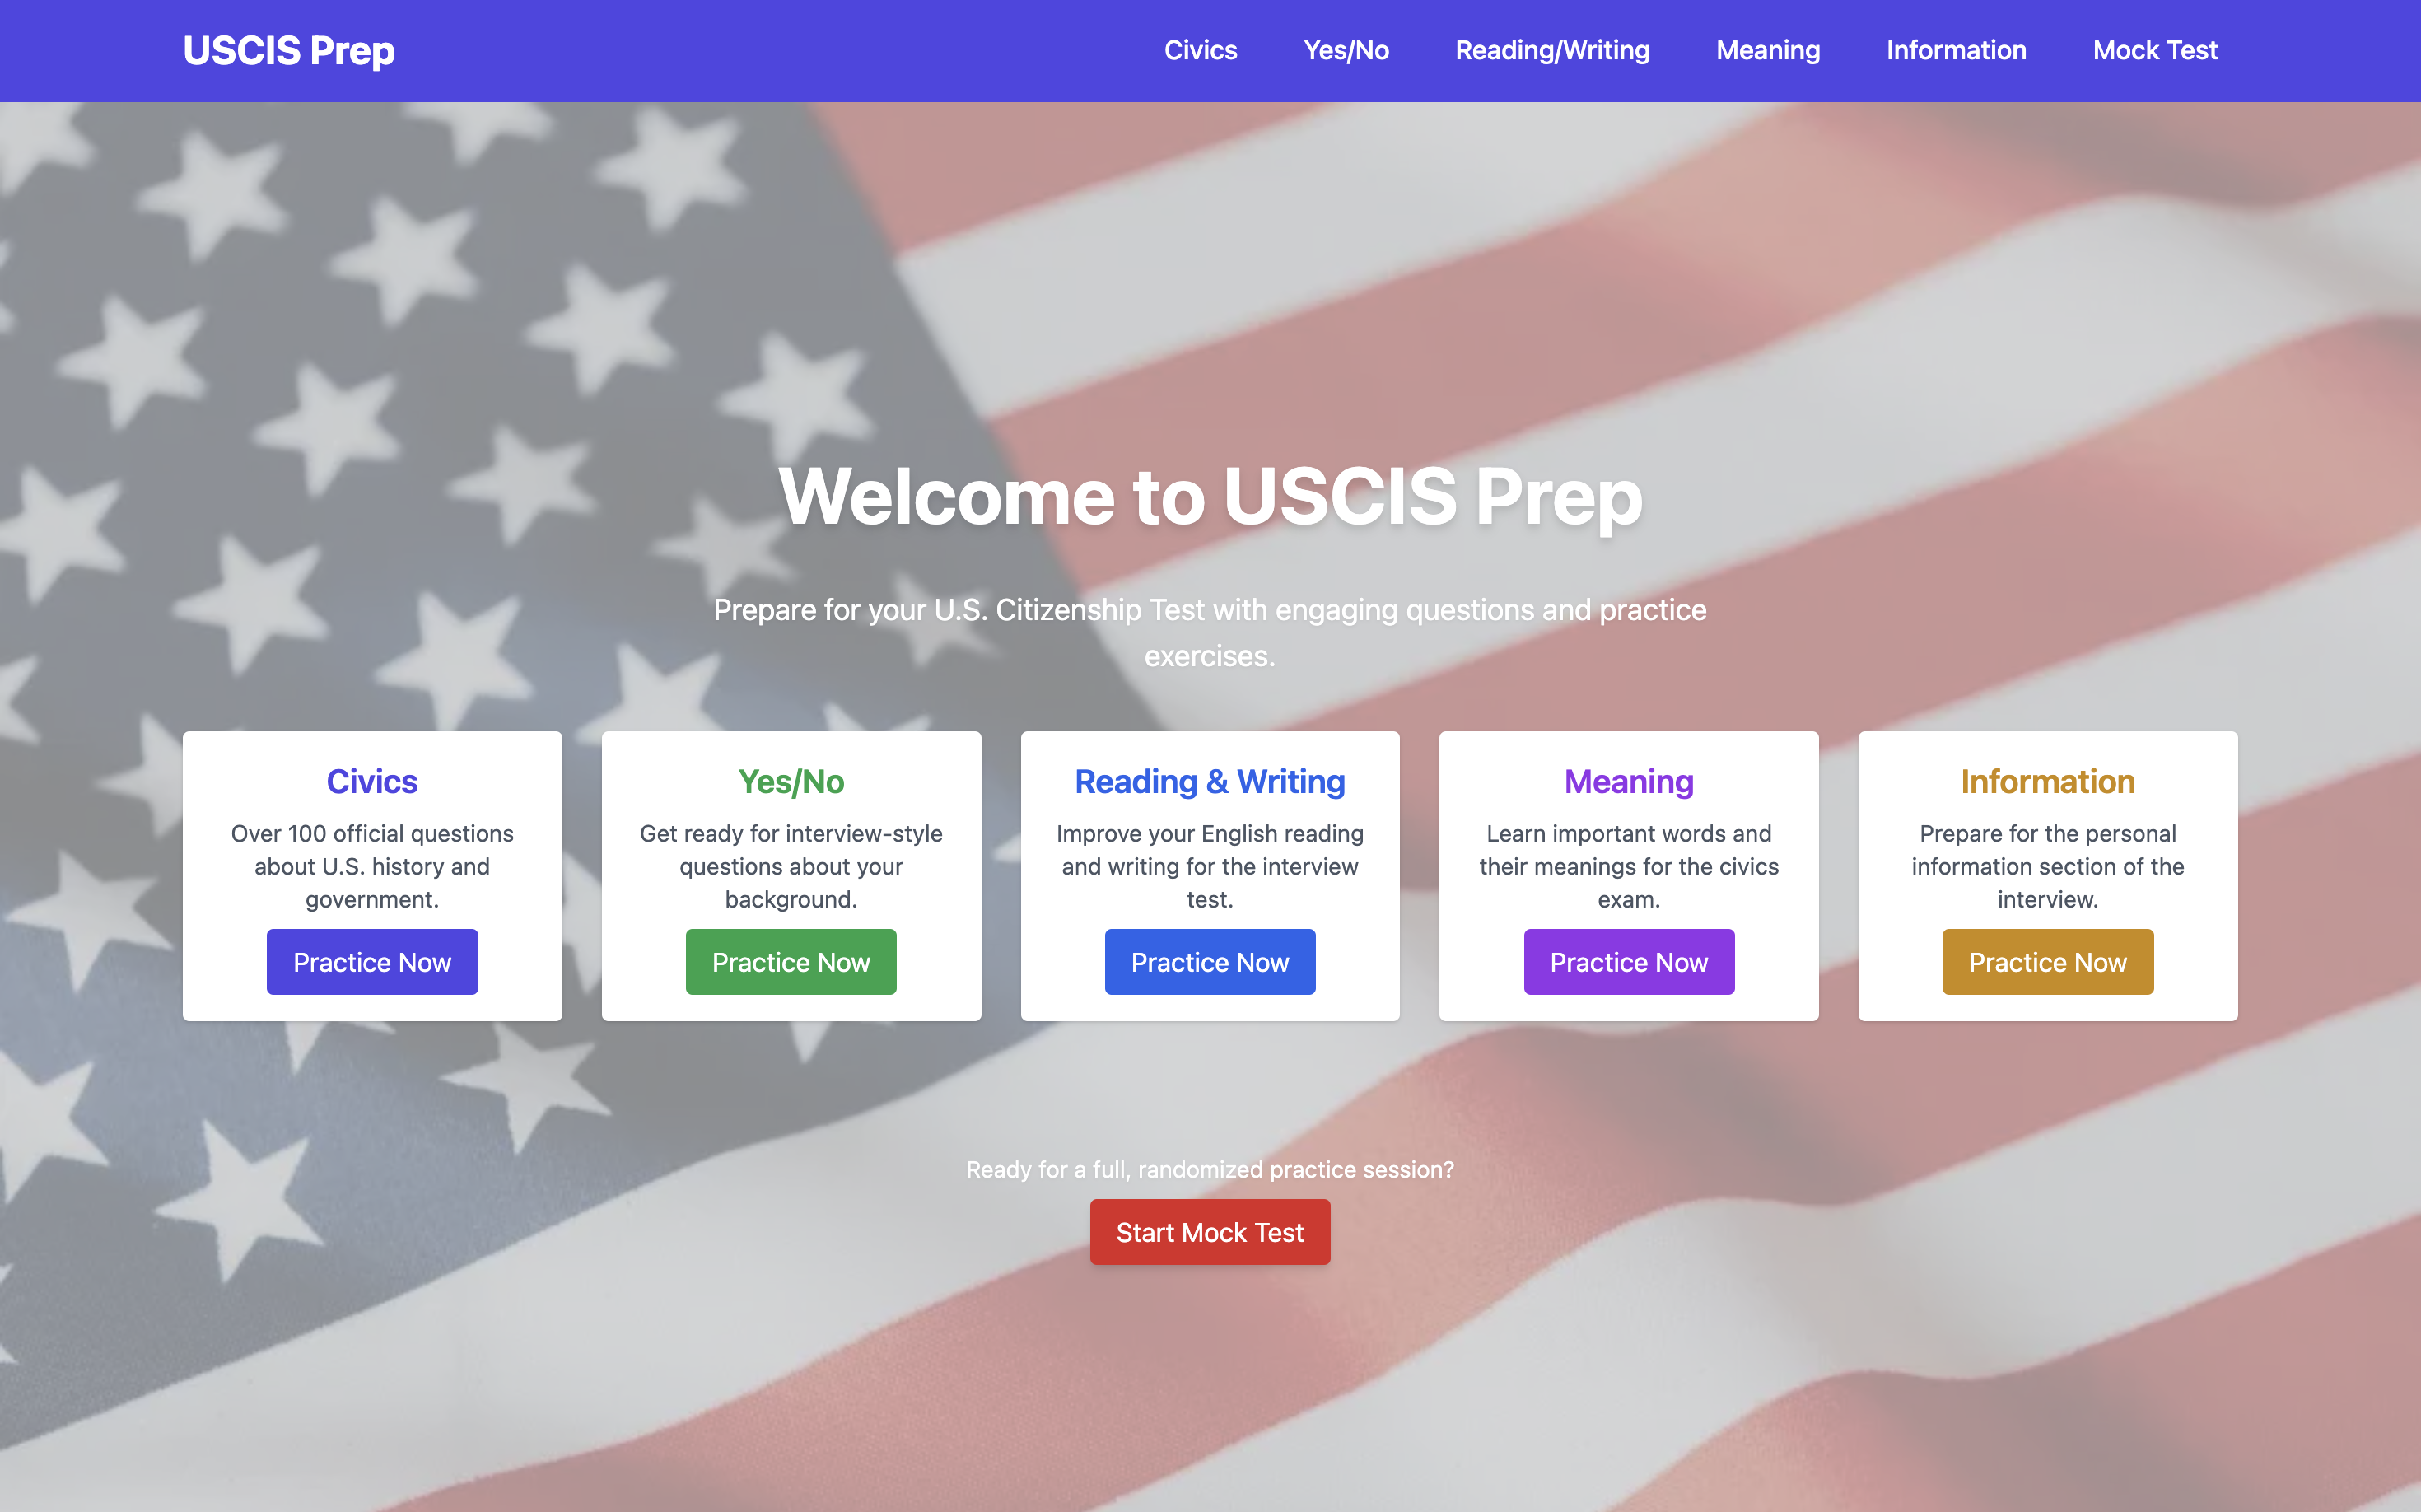 USCIS Prep
Civics
Yes/No
Reading/Writing
Meaning
Information
Mock Test
Welcome to USCIS Prep
Prepare for your U.S. Citizenship Test with engaging questions and practice
exercises.
Civics
Over 100 official questions
about U.S. history and
government.
Practice Now
Yes/No
Get ready for interview-style
questions about your
background.
Practice Now
Reading & Writing
Improve your English reading
and writing for the interview
test.
Practice Now
Meaning
Learn important words and
their meanings for the civics
exam.
Practice Now
Information
Prepare for the personal
information section of the
interview.
Practice Now
Ready for a full, randomized practice session?
Start Mock Test